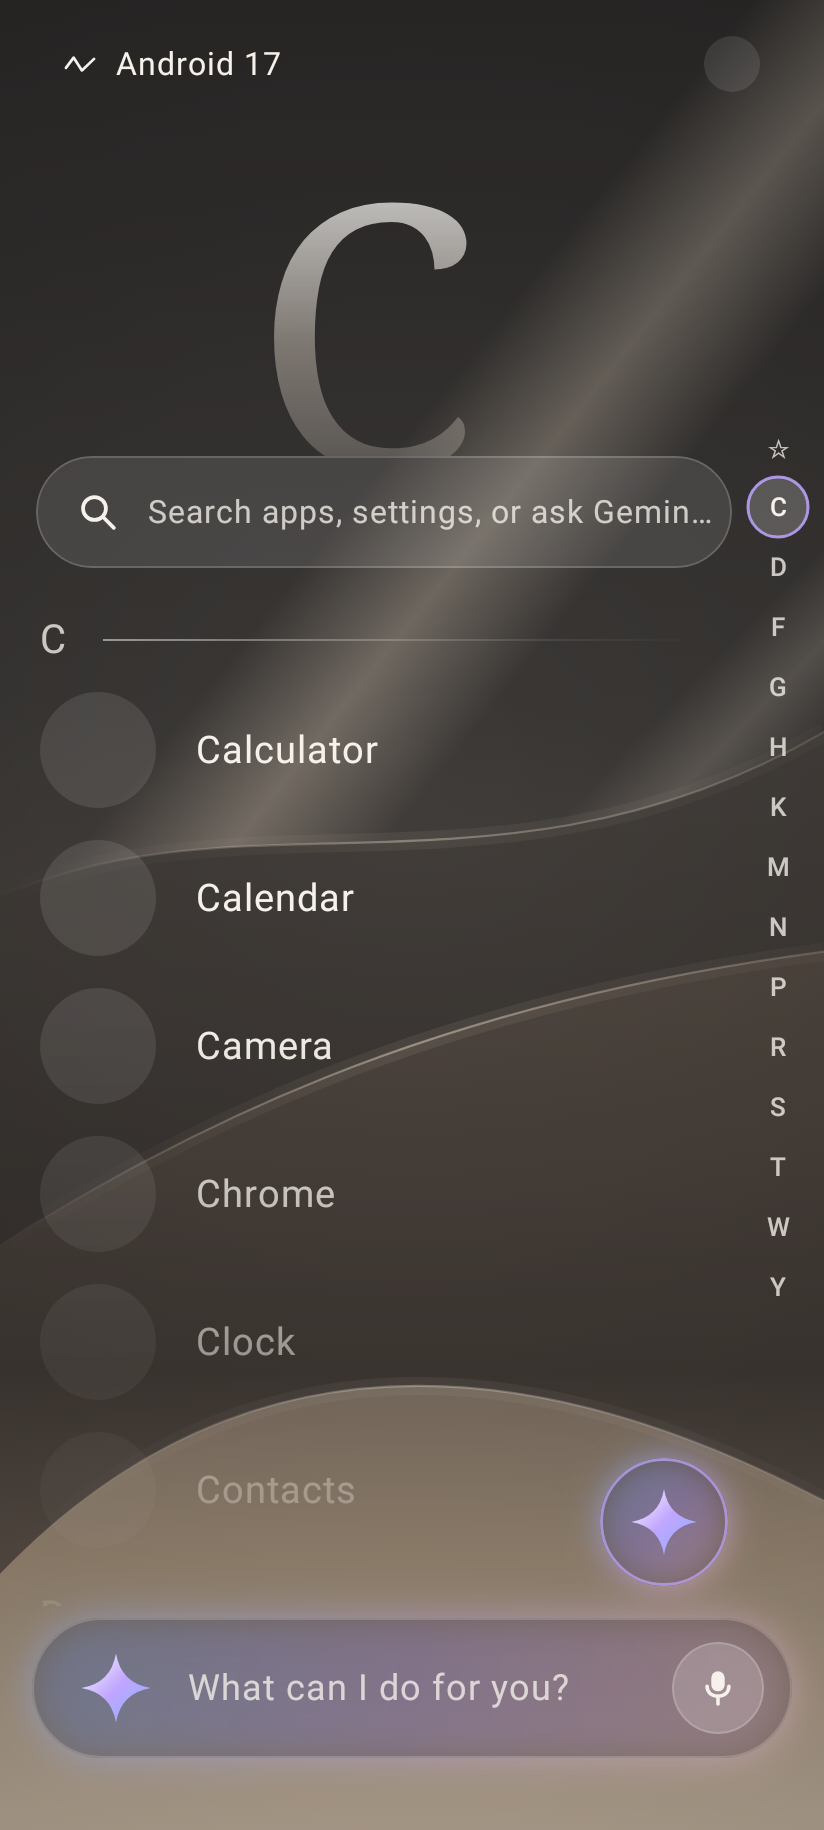 Android 17
C
Search apps, settings, or ask Gemin…
☆
C
D
F
G
H
K
M
N
P
R
S
T
W
Y
C
Calculator
Calendar
Camera
Chrome
Clock
Contacts
What can I do for you?